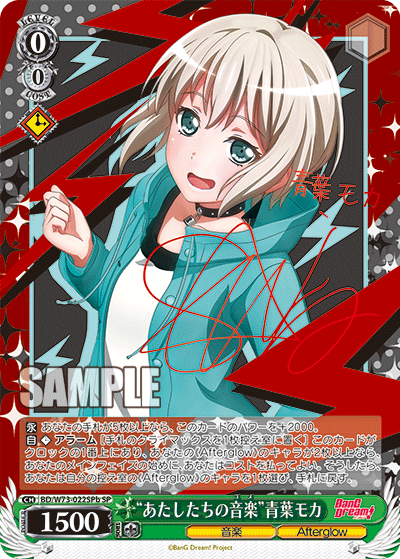 LEVEL
0
0
COST
青葉モカ
SAMPLE
永 あなたの手札が5枚以上なら、このカードのパワーを+2000。
自 アラーム [手札のクライマックスを1枚控え室に置く] このカードが
クロックの1番上にあり、あなたの《Afterglow》のキャラが2枚以上なら、
あなたのメインフェイズの始めに、あなたはコストを払ってよい。そうしたら、
あなたは自分の控え室の《Afterglow》のキャラを1枚選び、手札に戻す。
CH BD/W73-022SPb SP
1500
“あたしたちの音楽”青葉モカ
BanG Dream!
音楽
Afterglow
©BanG Dream! Project